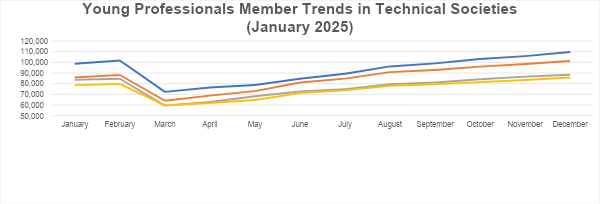 Young Professionals Member Trends in Technical Societies
(January 2025)
120,000
110,000
100,000
90,000
80,000
70,000
60,000
50,000
January February March April May June July August September October November December